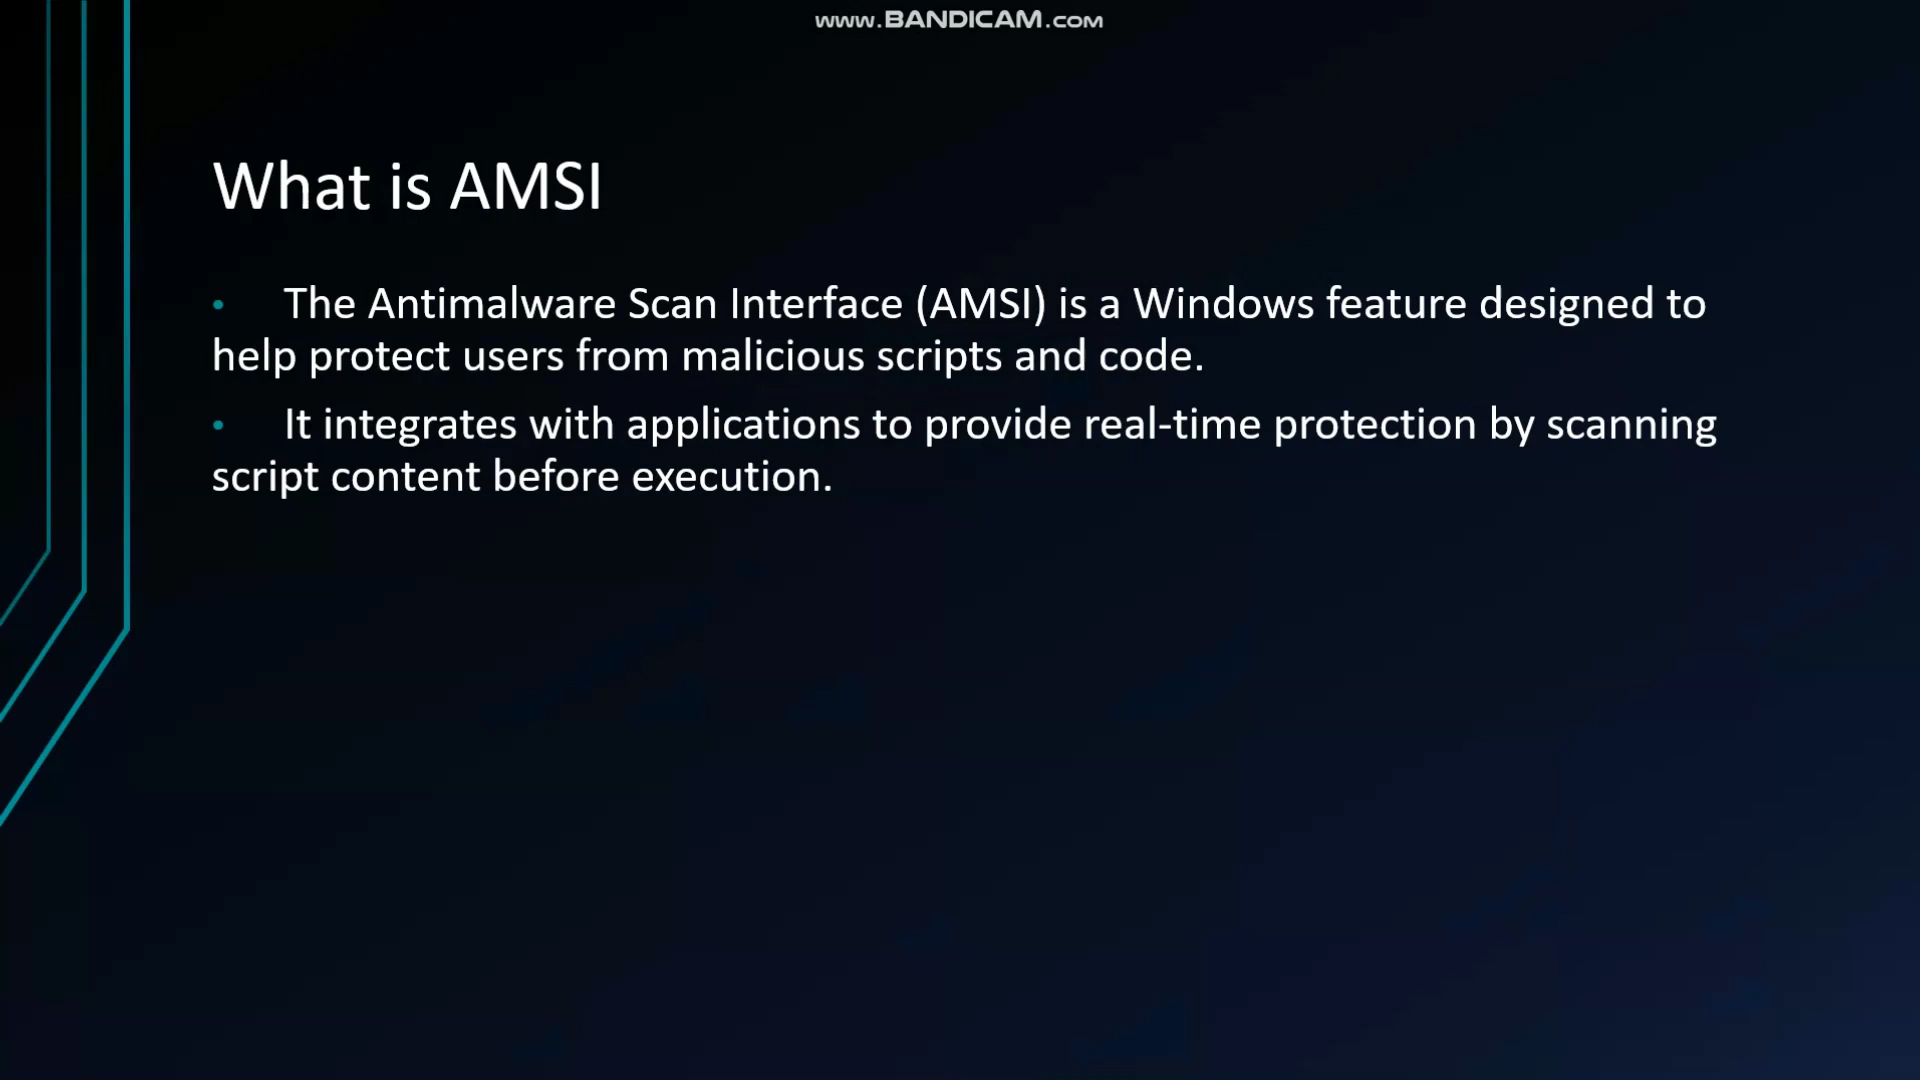 www.BANDICAM.com
What is AMSI
• The Antimalware Scan Interface (AMSI) is a Windows feature designed to
help protect users from malicious scripts and code.
• It integrates with applications to provide real-time protection by scanning
script content before execution.